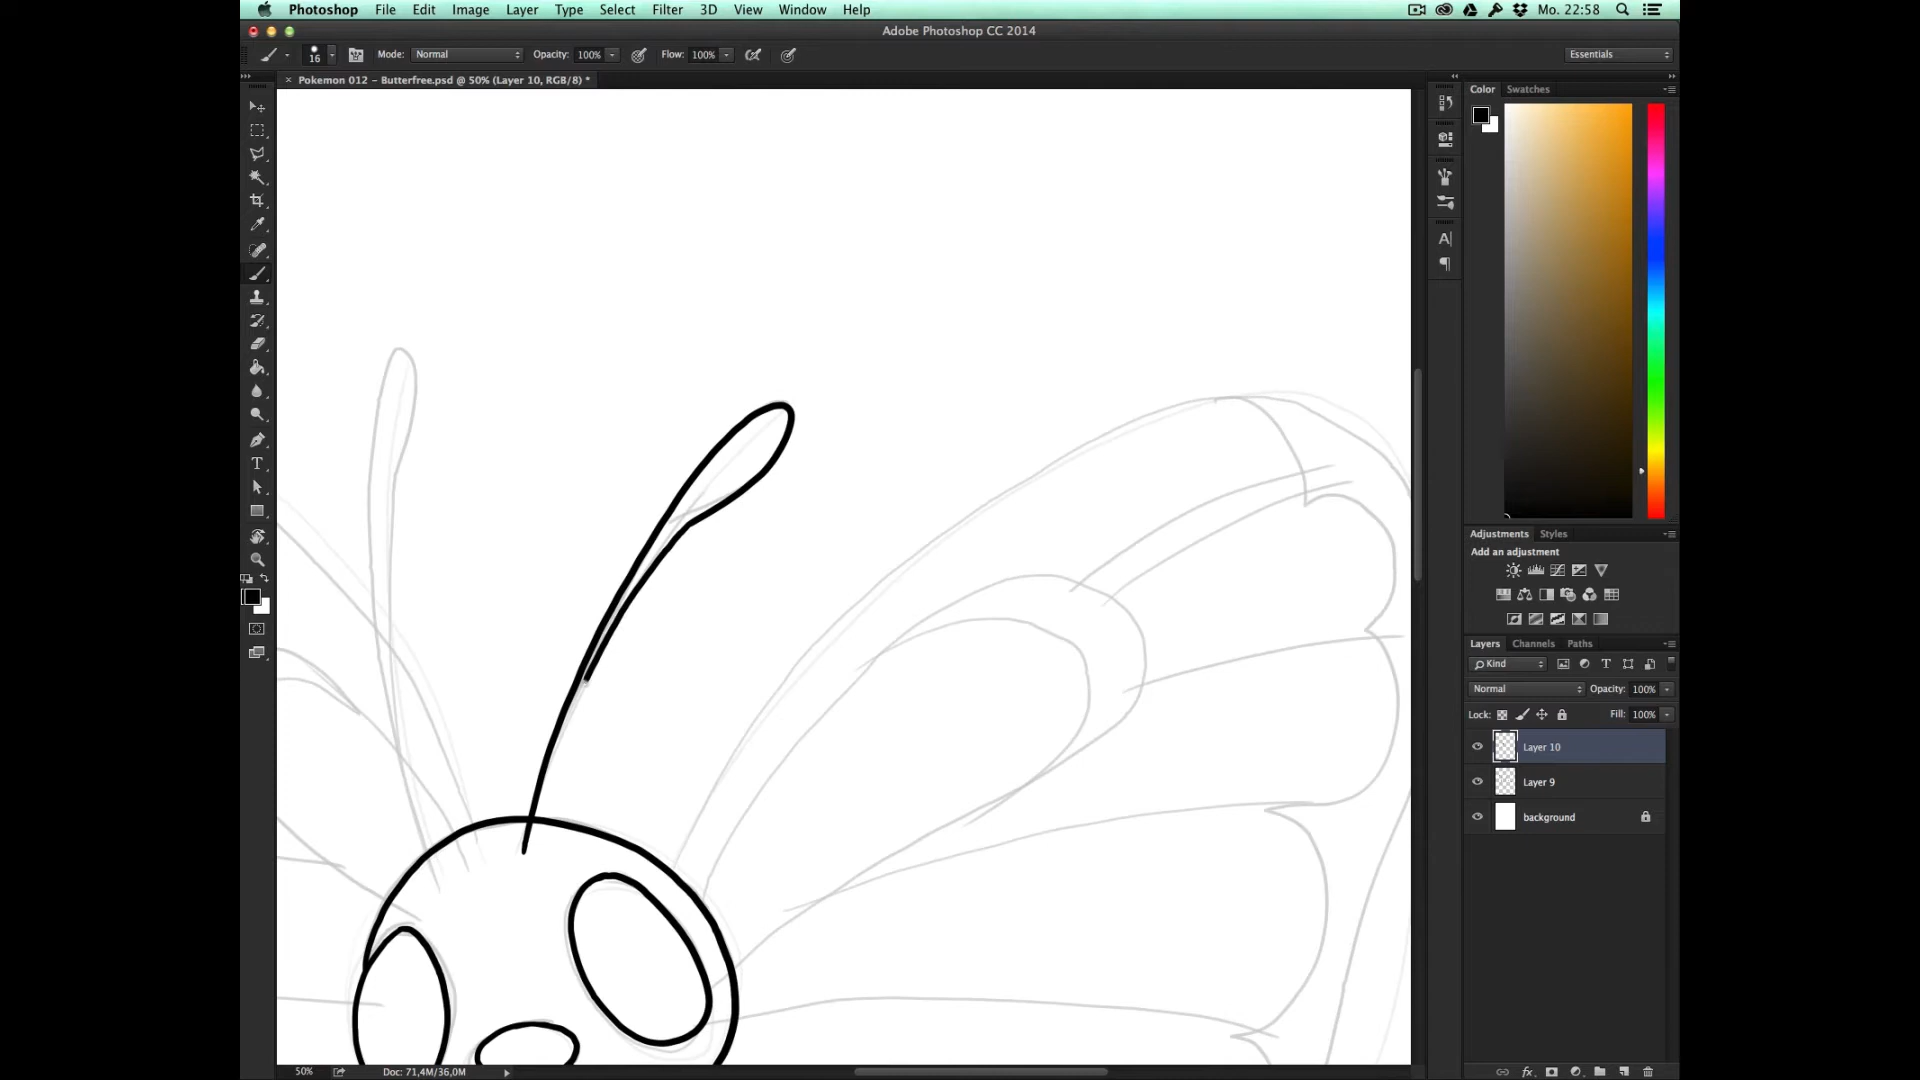 Photoshop File Edit Image Layer Type Select Filter 3D View Window Help Mo. 22:58
Adobe Photoshop CC 2014
16 Mode: Normal Opacity: 100% Flow: 100% Essentials
× Pokemon 012 – Butterfree.psd @ 50% (Layer 10, RGB/8) *
Color Swatches
Adjustments Styles
Add an adjustment
Layers Channels Paths
Kind
Normal Opacity: 100%
Lock: Fill: 100%
Layer 10
Layer 9
background
50% Doc: 71,4M/36,0M